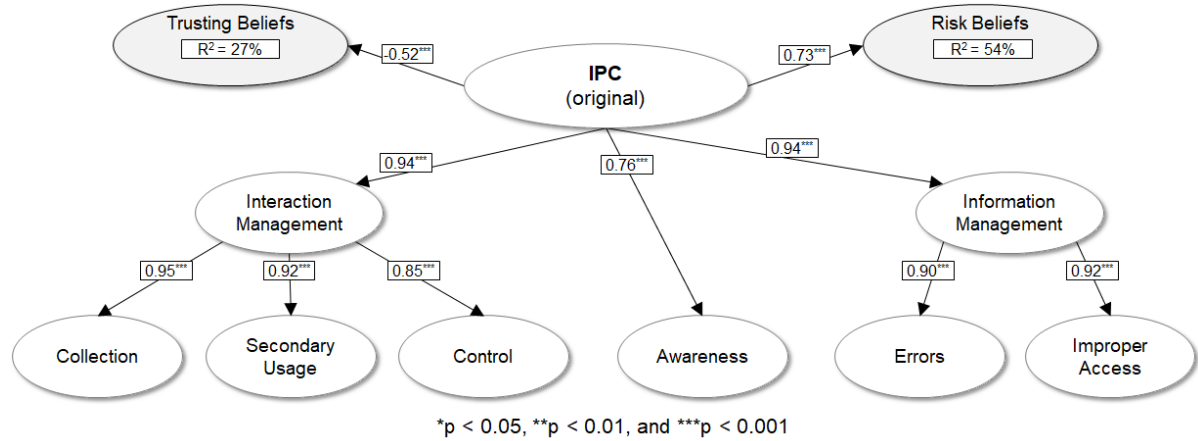 Trusting Beliefs
R² = 27%
Risk Beliefs
R² = 54%
-0.52***
0.73***
IPC
(original)
0.94***
0.76***
0.94***
Interaction
Management
Information
Management
0.95***
0.92***
0.85***
0.90***
0.92***
Collection
Secondary
Usage
Control
Awareness
Errors
Improper
Access
*p < 0.05, **p < 0.01, and ***p < 0.001